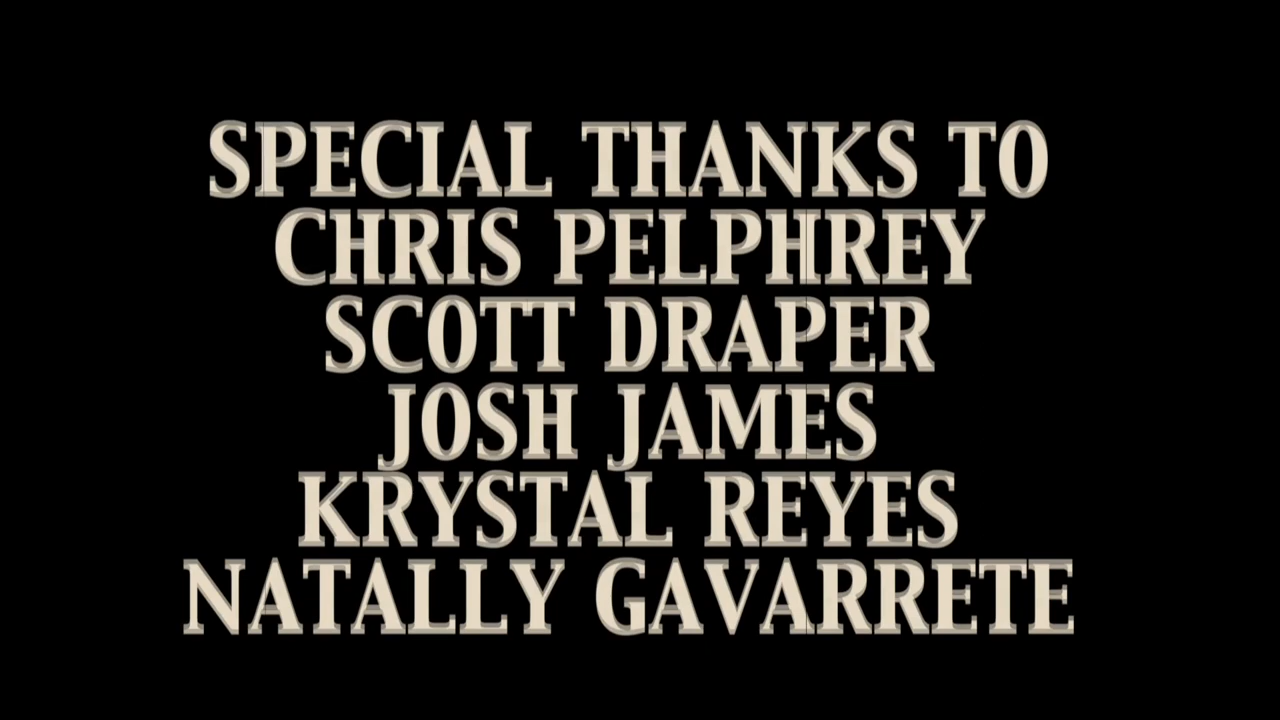 SPECIAL THANKS TO
CHRIS PELPHREY
SCOTT DRAPER
JOSH JAMES
KRYSTAL REYES
NATALLY GAVARRETE